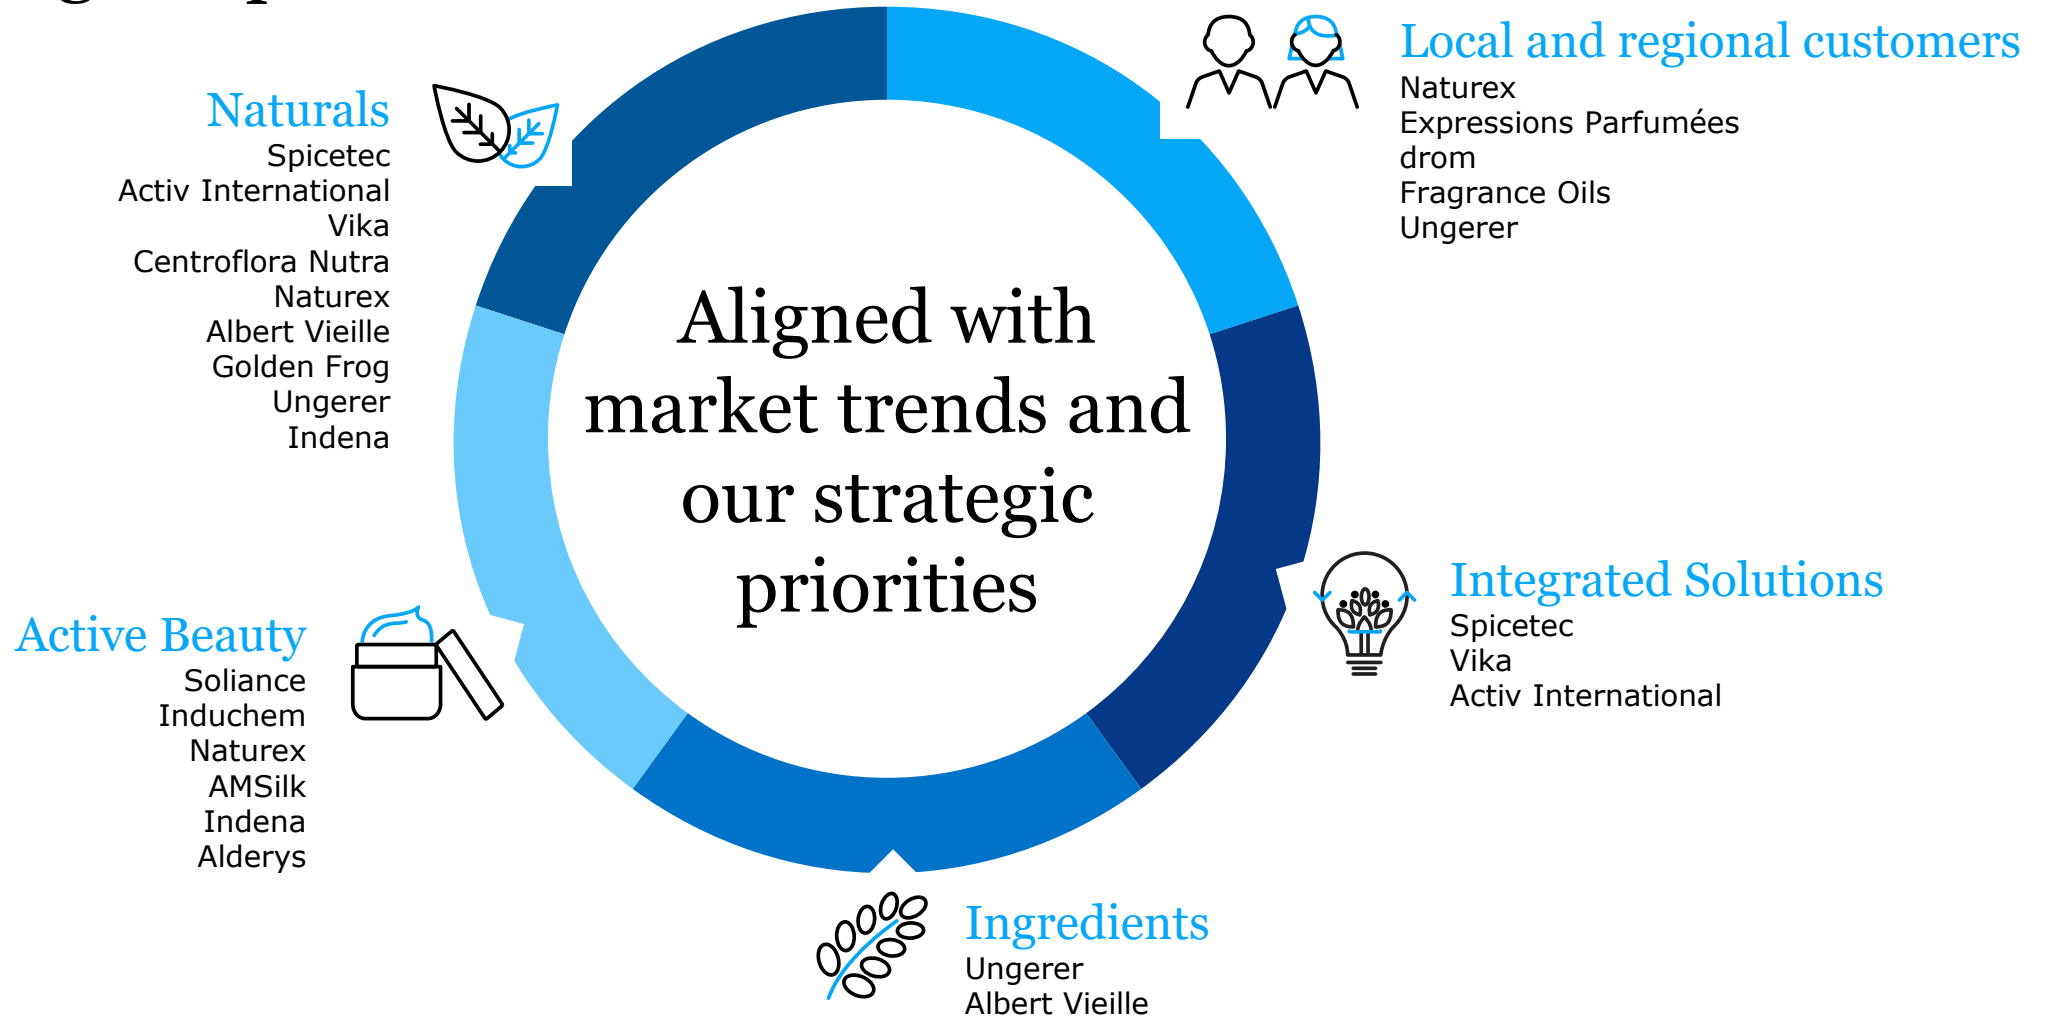 Naturals
Spicetec
Activ International
Vika
Centroflora Nutra
Naturex
Albert Vieille
Golden Frog
Ungerer
Indena
Local and regional customers
Naturex
Expressions Parfumées
drom
Fragrance Oils
Ungerer
Aligned with
market trends and
our strategic
priorities
Active Beauty
Soliance
Induchem
Naturex
AMSilk
Indena
Alderys
Integrated Solutions
Spicetec
Vika
Activ International
Ingredients
Ungerer
Albert Vieille